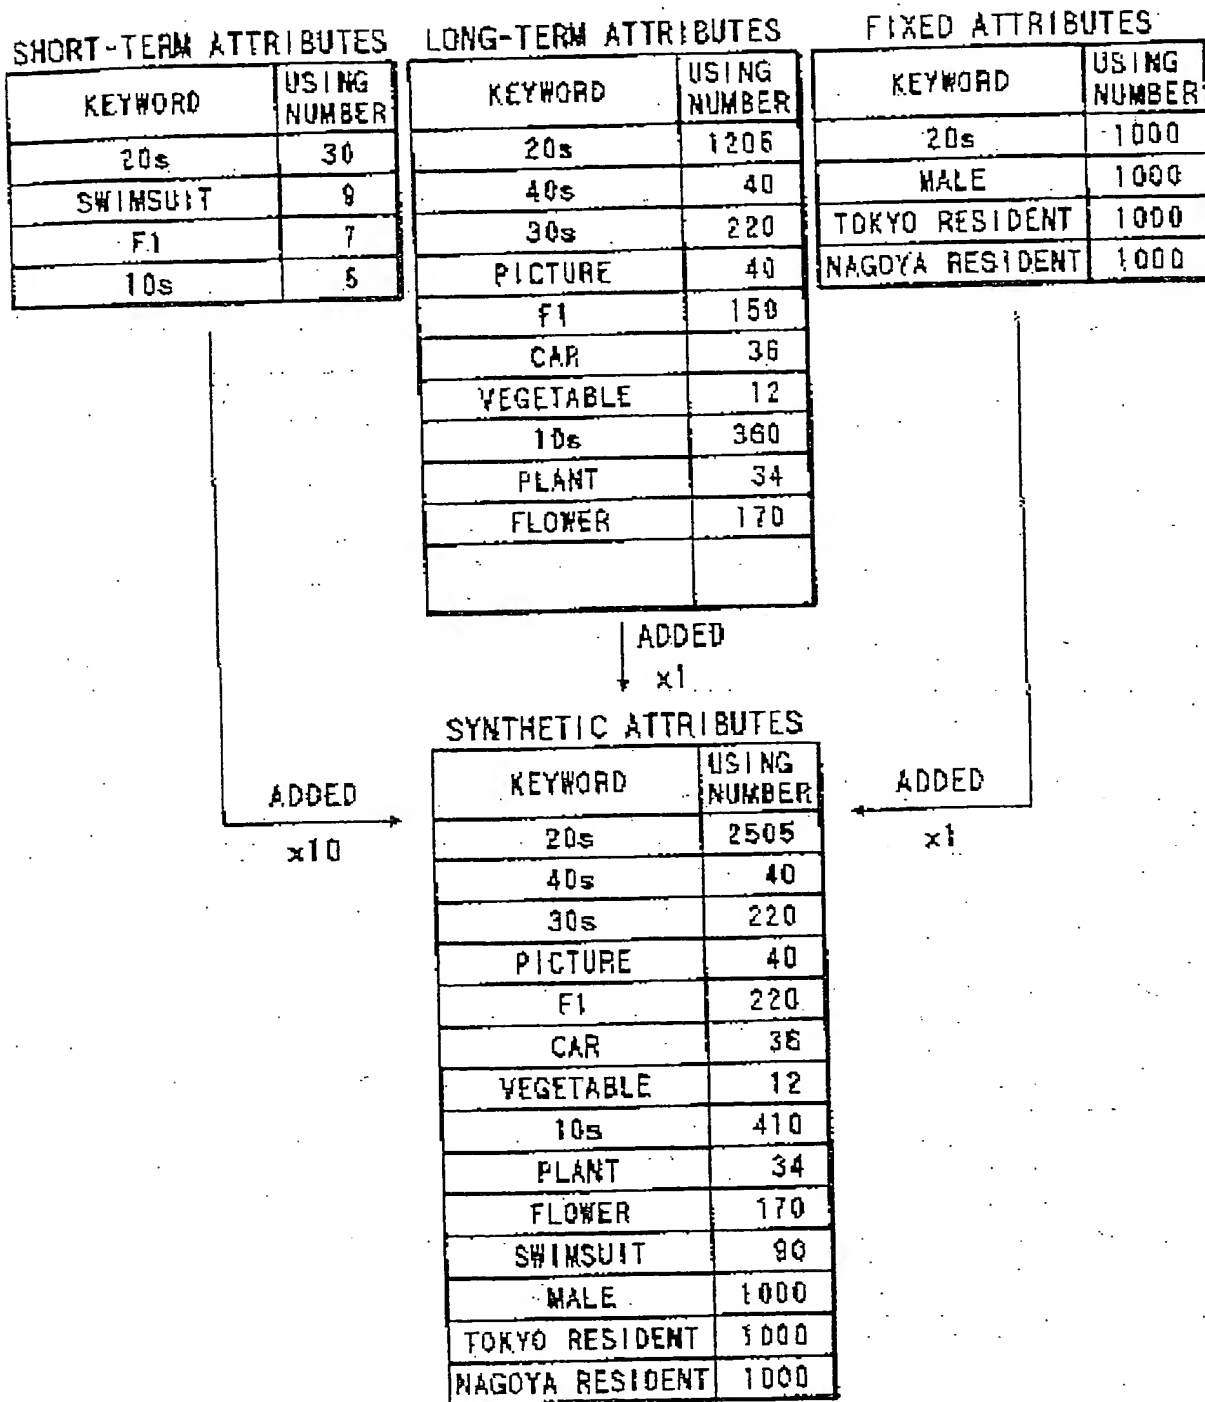 SHORT-TERM ATTRIBUTES
KEYWORD USING NUMBER
20s 30
SWIMSUIT 9
F1 7
10s 5
LONG-TERM ATTRIBUTES
KEYWORD USING NUMBER
20s 1205
40s 40
30s 220
PICTURE 40
F1 150
CAR 36
VEGETABLE 12
10s 360
PLANT 34
FLOWER 170
FIXED ATTRIBUTES
KEYWORD USING NUMBER
20s 1000
MALE 1000
TOKYO RESIDENT 1000
NAGOYA RESIDENT 1000
ADDED
x1
ADDED
x10
ADDED
x1
SYNTHETIC ATTRIBUTES
KEYWORD USING NUMBER
20s 2505
40s 40
30s 220
PICTURE 40
F1 220
CAR 36
VEGETABLE 12
10s 410
PLANT 34
FLOWER 170
SWIMSUIT 90
MALE 1000
TOKYO RESIDENT 1000
NAGOYA RESIDENT 1000